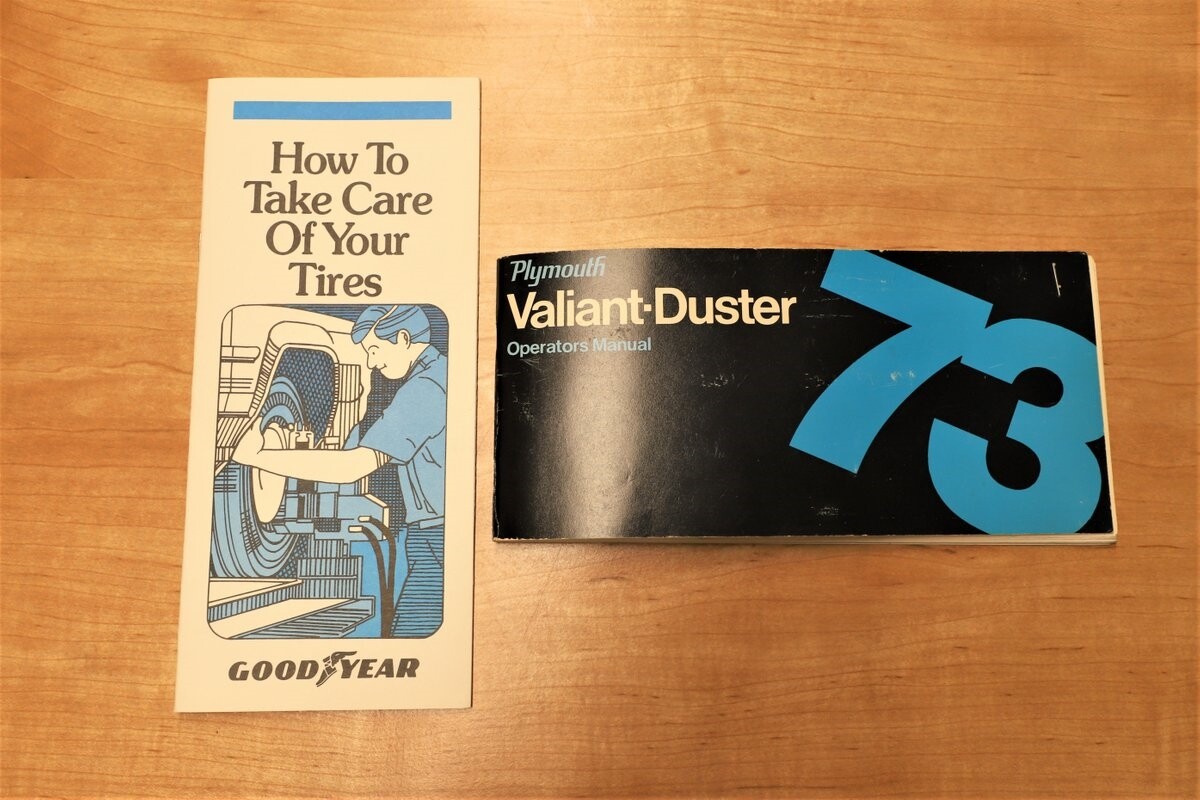 How To
Take Care
Of Your
Tires
GOODYEAR
Plymouth
Valiant-Duster
Operators Manual
73